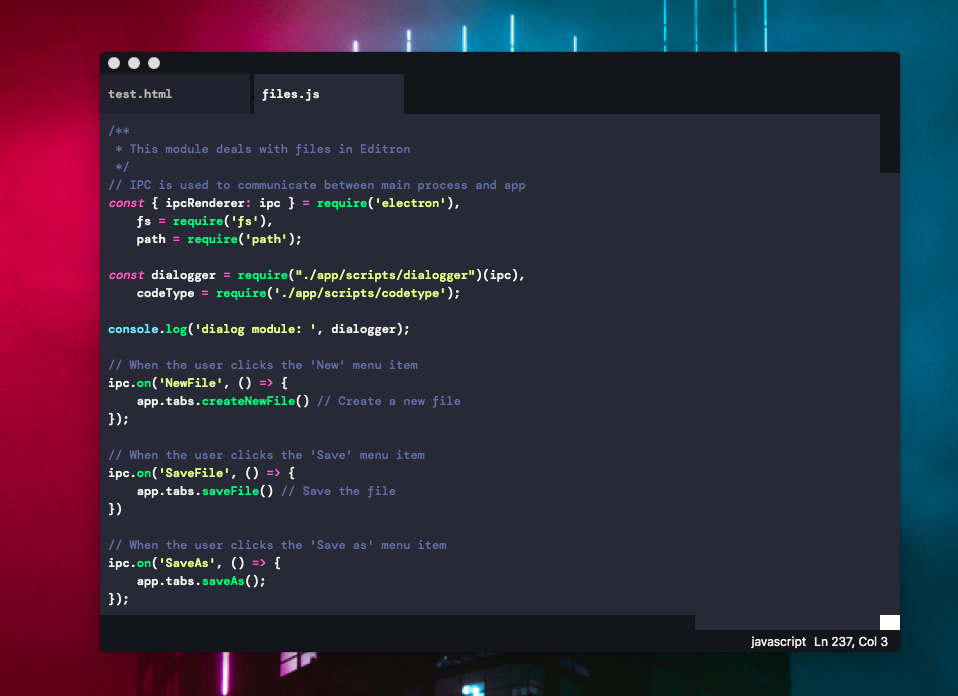 test.html
files.js
/**
 * This module deals with files in Editron
 */
// IPC is used to communicate between main process and app
const { ipcRenderer: ipc } = require('electron'),
    fs = require('fs'),
    path = require('path');
const dialogger = require("./app/scripts/dialogger")(ipc),
    codeType = require('./app/scripts/codetype');
console.log('dialog module: ', dialogger);
// When the user clicks the 'New' menu item
ipc.on('NewFile', () => {
    app.tabs.createNewFile() // Create a new file
});
// When the user clicks the 'Save' menu item
ipc.on('SaveFile', () => {
    app.tabs.saveFile() // Save the file
})
// When the user clicks the 'Save as' menu item
ipc.on('SaveAs', () => {
    app.tabs.saveAs();
});
javascript Ln 237, Col 3